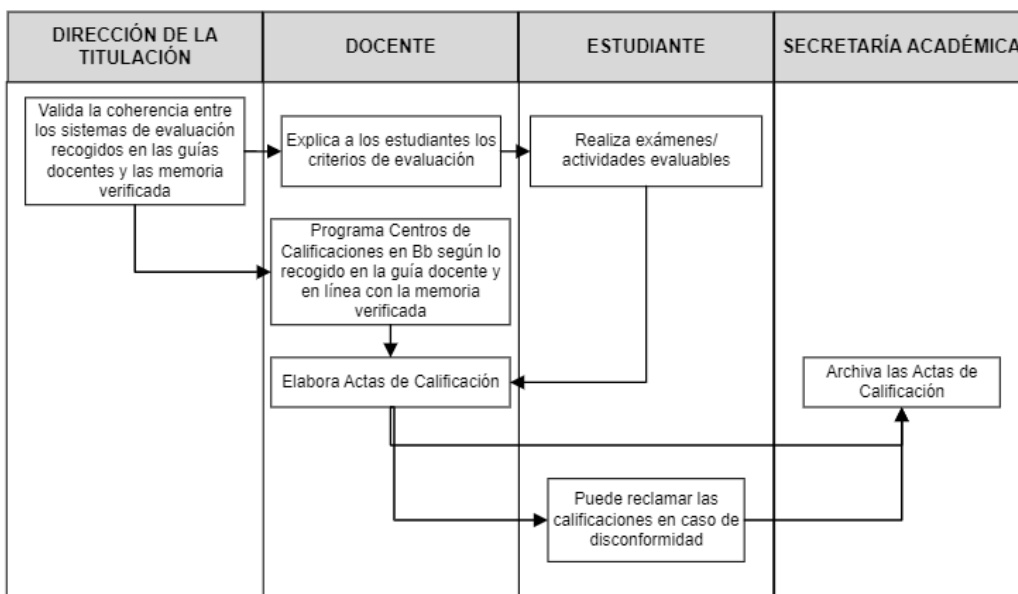 DIRECCIÓN DE LA
TITULACIÓN
DOCENTE
ESTUDIANTE
SECRETARÍA ACADÉMICA
Valida la coherencia entre
los sistemas de evaluación
recogidos en las guías
docentes y las memoria
verificada
Explica a los estudiantes los
criterios de evaluación
Realiza exámenes/
actividades evaluables
Programa Centros de
Calificaciones en Bb según lo
recogido en la guía docente y
en línea con la memoria
verificada
Elabora Actas de Calificación
Archiva las Actas de
Calificación
Puede reclamar las
calificaciones en caso de
disconformidad